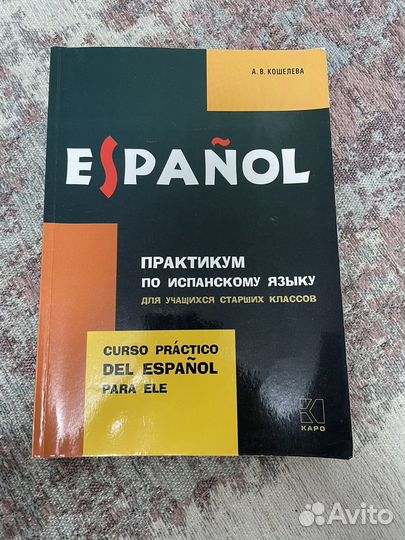 А. В. КОШЕЛЕВА
ESPAÑOL
ПРАКТИКУМ
ПО ИСПАНСКОМУ ЯЗЫКУ
ДЛЯ УЧАЩИХСЯ СТАРШИХ КЛАССОВ
CURSO PRÁCTICO
DEL ESPAÑOL
PARA ELE
КАРО
Avito